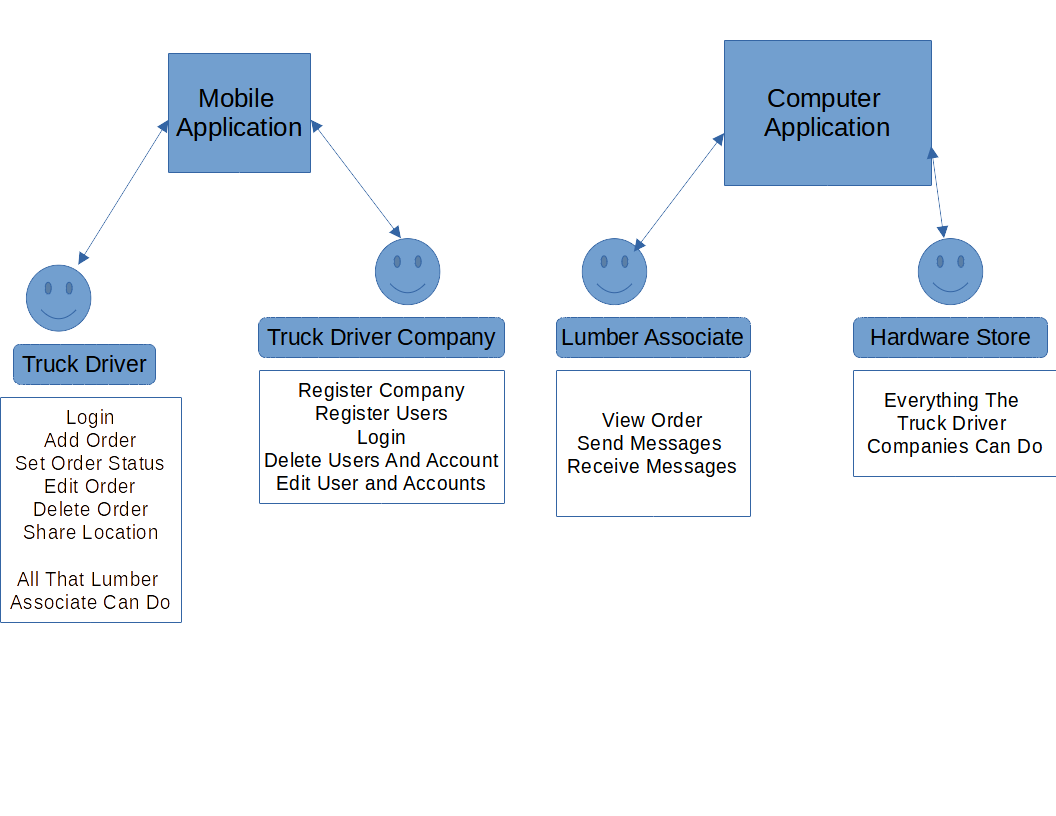 Mobile
Application
Computer
Application
Truck Driver
Login
Add Order
Set Order Status
Edit Order
Delete Order
Share Location
All That Lumber
Associate Can Do
Truck Driver Company
Register Company
Register Users
Login
Delete Users And Account
Edit User and Accounts
Lumber Associate
View Order
Send Messages
Receive Messages
Hardware Store
Everything The
Truck Driver
Companies Can Do